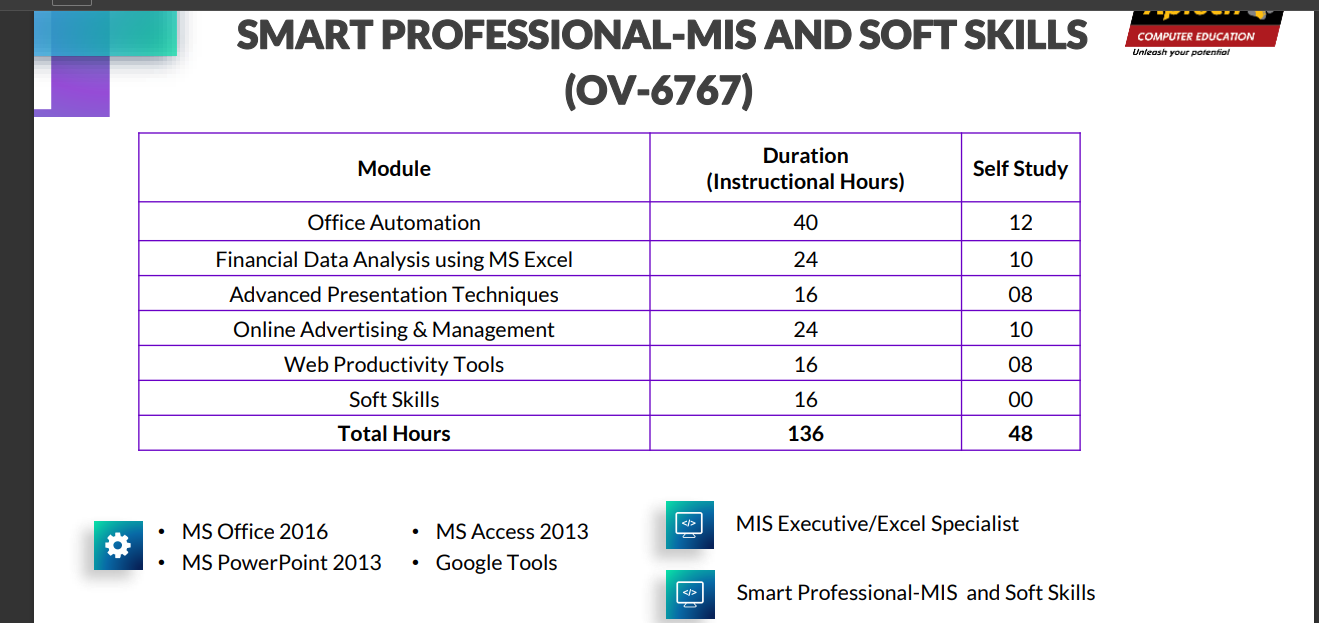 SMART PROFESSIONAL-MIS AND SOFT SKILLS
(OV-6767)
COMPUTER EDUCATION
Unleash your potential
Module Duration (Instructional Hours) Self Study
Office Automation 40 12
Financial Data Analysis using MS Excel 24 10
Advanced Presentation Techniques 16 08
Online Advertising & Management 24 10
Web Productivity Tools 16 08
Soft Skills 16 00
Total Hours 136 48
• MS Office 2016
• MS PowerPoint 2013
• MS Access 2013
• Google Tools
MIS Executive/Excel Specialist
Smart Professional-MIS and Soft Skills